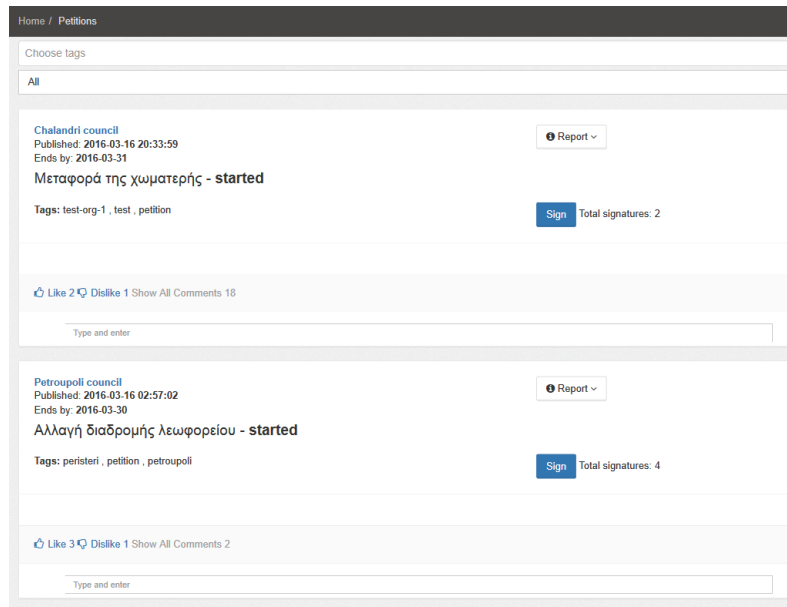 Home / Petitions
Choose tags
All
Chalandri council
Published: 2016-03-16 20:33:59
Report
Ends by: 2016-03-31
Μεταφορά της χωματερής - started
Tags: test-org-1 , test , petition
Sign Total signatures: 2
Like 2 Dislike 1 Show All Comments 18
Type and enter
Petroupoli council
Published: 2016-03-16 02:57:02
Report
Ends by: 2016-03-30
Αλλαγή διαδρομής λεωφορείου - started
Tags: peristeri , petition , petroupoli
Sign Total signatures: 4
Like 3 Dislike 1 Show All Comments 2
Type and enter